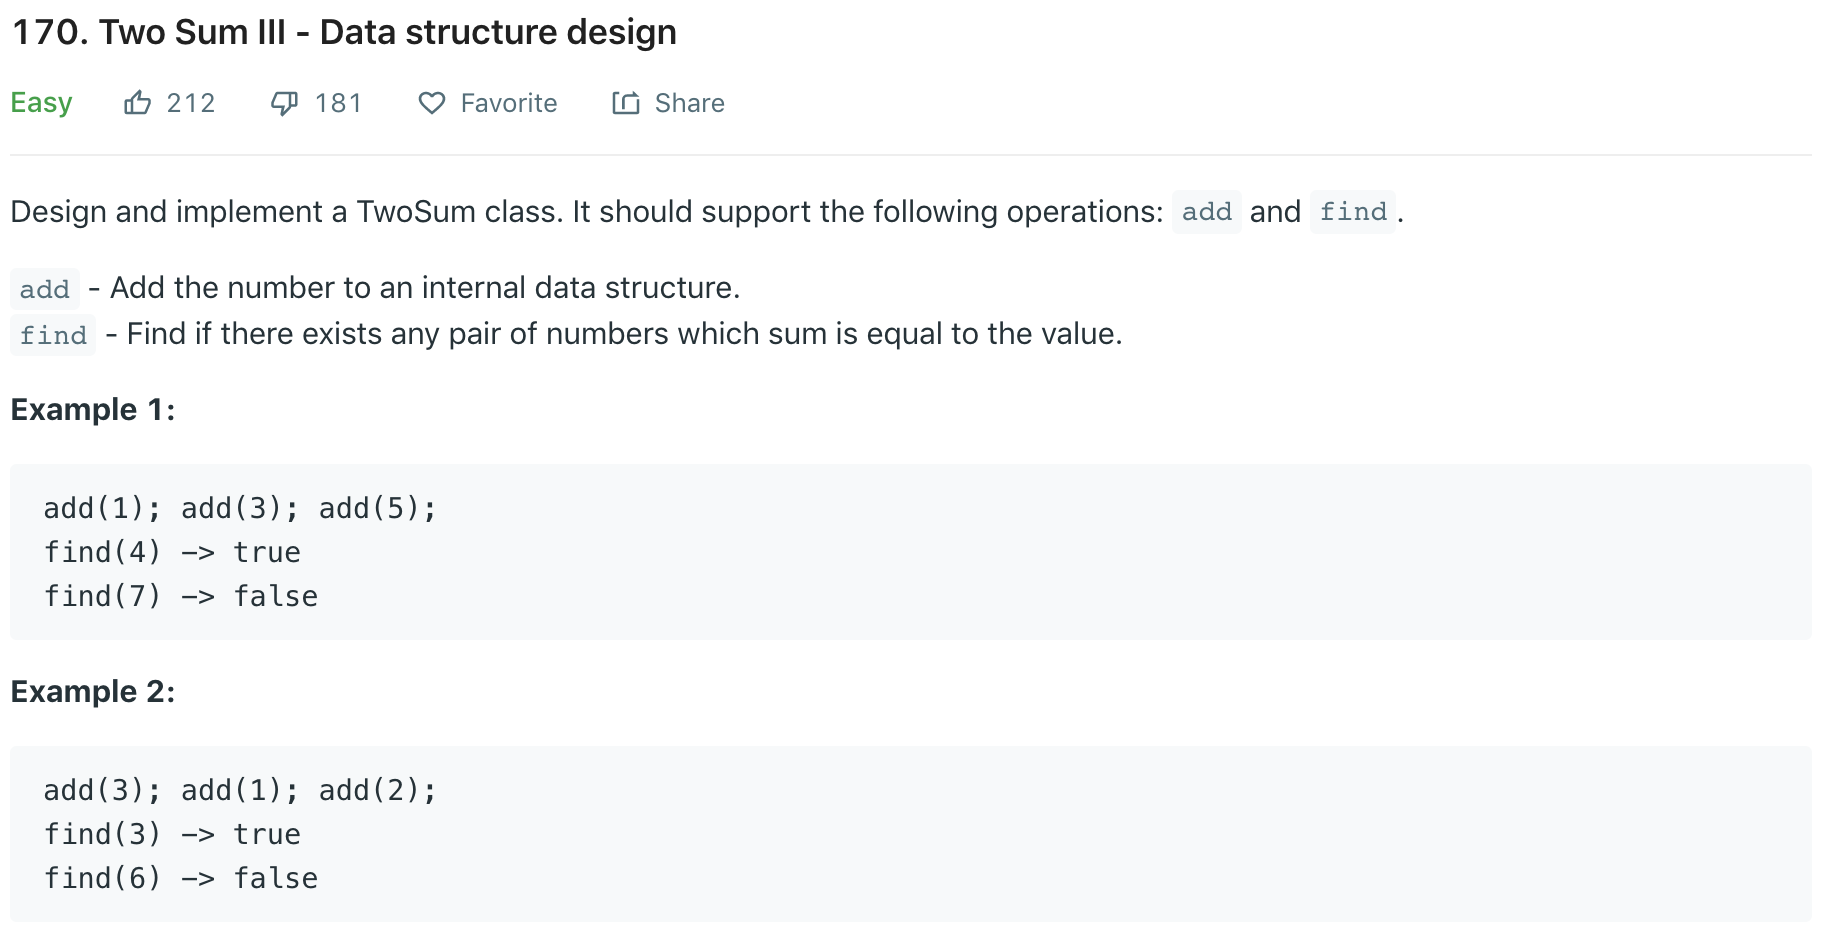 170. Two Sum III - Data structure design
Easy 212 181 Favorite Share
Design and implement a TwoSum class. It should support the following operations: add and find.
add - Add the number to an internal data structure.
find - Find if there exists any pair of numbers which sum is equal to the value.
Example 1:
add(1); add(3); add(5);
find(4) -> true
find(7) -> false
Example 2:
add(3); add(1); add(2);
find(3) -> true
find(6) -> false